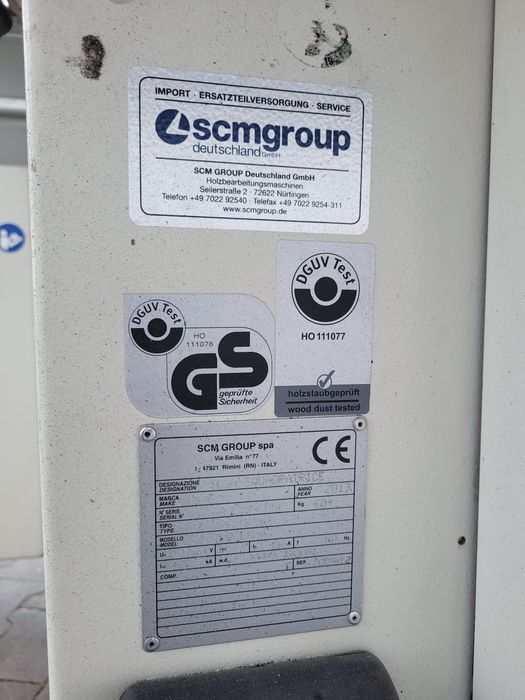 IMPORT · ERSATZTEILVERSORGUNG · SERVICE
scmgroup
deutschland GmbH
SCM GROUP Deutschland GmbH
Holzbearbeitungsmaschinen
Seilerstraße 2 · 72622 Nürtingen
Telefon +49 7022 92540 · Telefax +49 7022 9254-311
www.scmgroup.de
DGUV Test
HO 111077
holzstaubgeprüft
wood dust tested
DGUV Test
HO
111076
GS
geprüfte
Sicherheit
SCM GROUP spa
Via Emilia n°77
I - 47921 Rimini (RN) - ITALY
CE
DESIGNAZIONE
DESIGNATION
MARCA
MAKE
ANNO
YEAR
N° SERIE
SERIAL N°
Kg
TIPO
TYPE
MODELLO
MODEL
V
A
f
Hz
kA
w.d.
REF.
COMP.